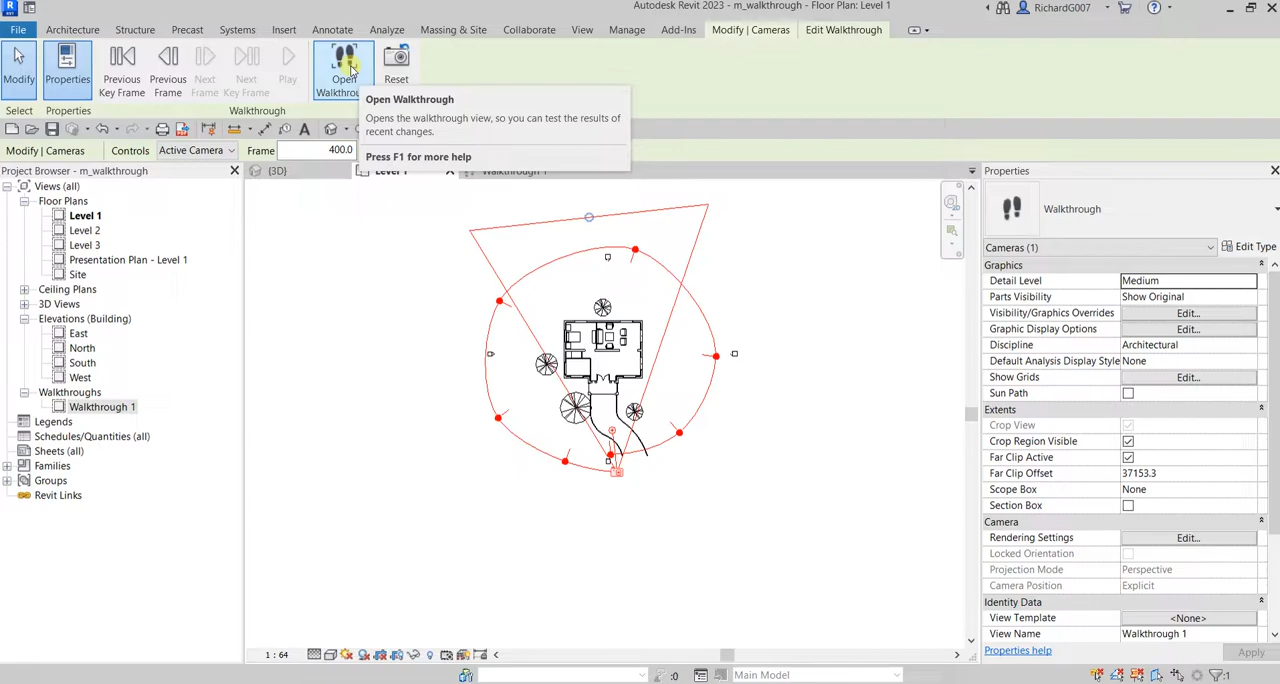 Autodesk Revit 2023 - m_walkthrough - Floor Plan: Level 1
RichardG007
File Architecture Structure Precast Systems Insert Annotate Analyze Massing & Site Collaborate View Manage Add-Ins Modify | Cameras Edit Walkthrough
Modify Properties Previous Key Frame Previous Frame Next Frame Next Key Frame Play Open Walkthrou Reset
Select Properties Walkthrough
Open Walkthrough
Opens the walkthrough view, so you can test the results of
recent changes.
Press F1 for more help
Modify | Cameras Controls Active Camera Frame 400.0
Project Browser - m_walkthrough
{3D} Level 1 Walkthrough 1
Views (all)
Floor Plans
Level 1
Level 2
Level 3
Presentation Plan - Level 1
Site
Ceiling Plans
3D Views
Elevations (Building)
East
North
South
West
Walkthroughs
Walkthrough 1
Legends
Schedules/Quantities (all)
Sheets (all)
Families
Groups
Revit Links
Properties
Walkthrough
Cameras (1) Edit Type
Graphics
Detail Level Medium
Parts Visibility Show Original
Visibility/Graphics Overrides Edit...
Graphic Display Options Edit...
Discipline Architectural
Default Analysis Display Style None
Show Grids Edit...
Sun Path
Extents
Crop View
Crop Region Visible
Far Clip Active
Far Clip Offset 37153.3
Scope Box None
Section Box
Camera
Rendering Settings Edit...
Locked Orientation
Projection Mode Perspective
Camera Position Explicit
Identity Data
View Template <None>
View Name Walkthrough 1
Properties help Apply
1 : 64
:0 Main Model :1